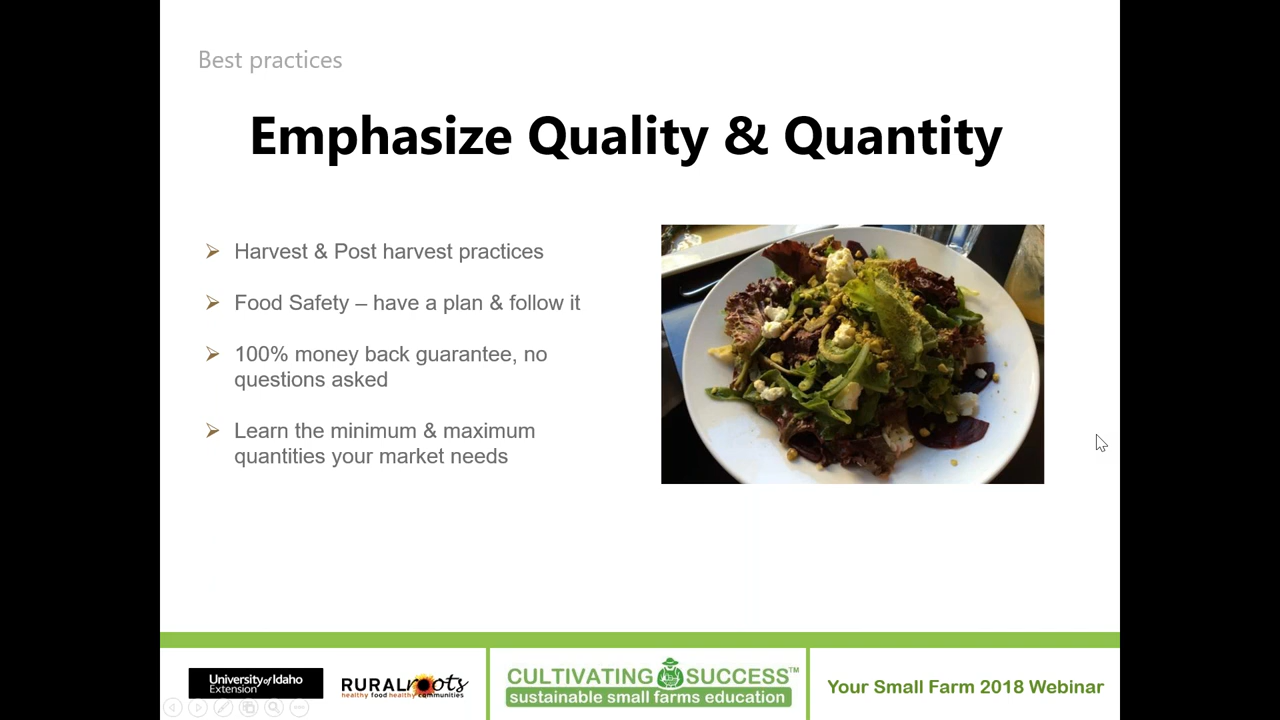 Best practices
Emphasize Quality & Quantity
Harvest & Post harvest practices
Food Safety – have a plan & follow it
100% money back guarantee, no
questions asked
Learn the minimum & maximum
quantities your market needs
University of Idaho
Extension
RURAL roots
healthy food healthy communities
CULTIVATING SUCCESS™
sustainable small farms education
Your Small Farm 2018 Webinar